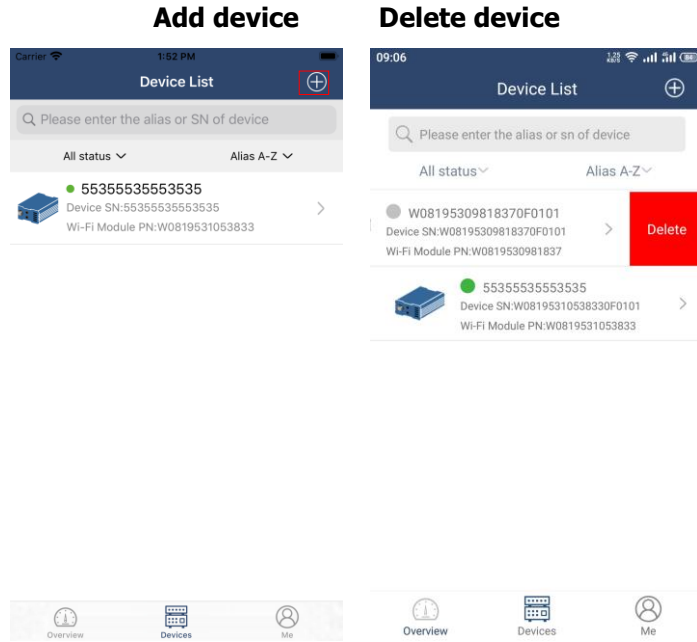 Add device
Delete device
Carrier
1:52 PM
Device List
Please enter the alias or SN of device
All status
Alias A-Z
55355535553535
Device SN:55355535553535
Wi-Fi Module PN:W0819531053833
Overview
Devices
Me
09:06
Device List
Please enter the alias or sn of device
All status
Alias A-Z
W08195309818370F0101
Device SN:W08195309818370F0101
Wi-Fi Module PN:W0819530981837
Delete
55355535553535
Device SN:W08195310538330F0101
Wi-Fi Module PN:W0819531053833
Overview
Devices
Me